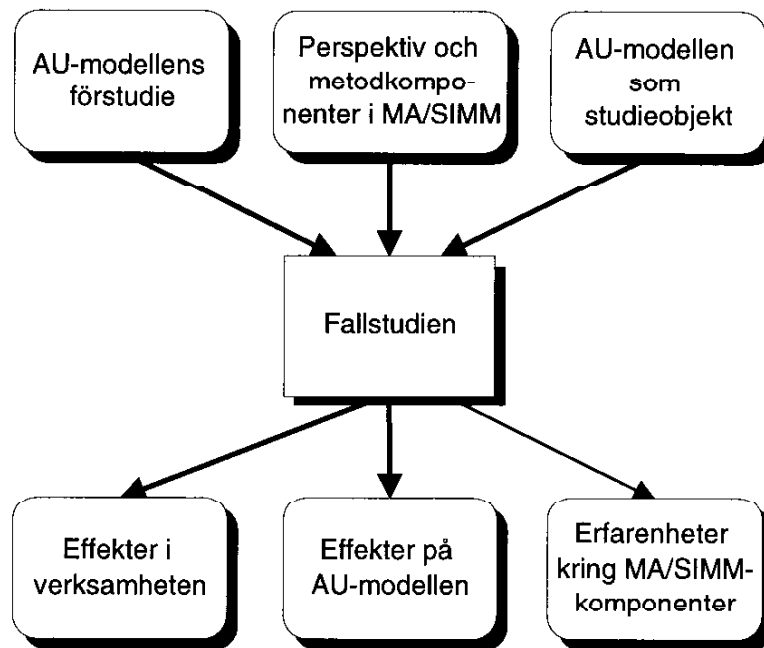 AU-modellens
förstudie
Perspektiv och
metodkompo-
nenter i MA/SIMM
AU-modellen
som
studieobjekt
Fallstudien
Effekter i
verksamheten
Effekter på
AU-modellen
Erfarenheter
kring MA/SIMM-
komponenter